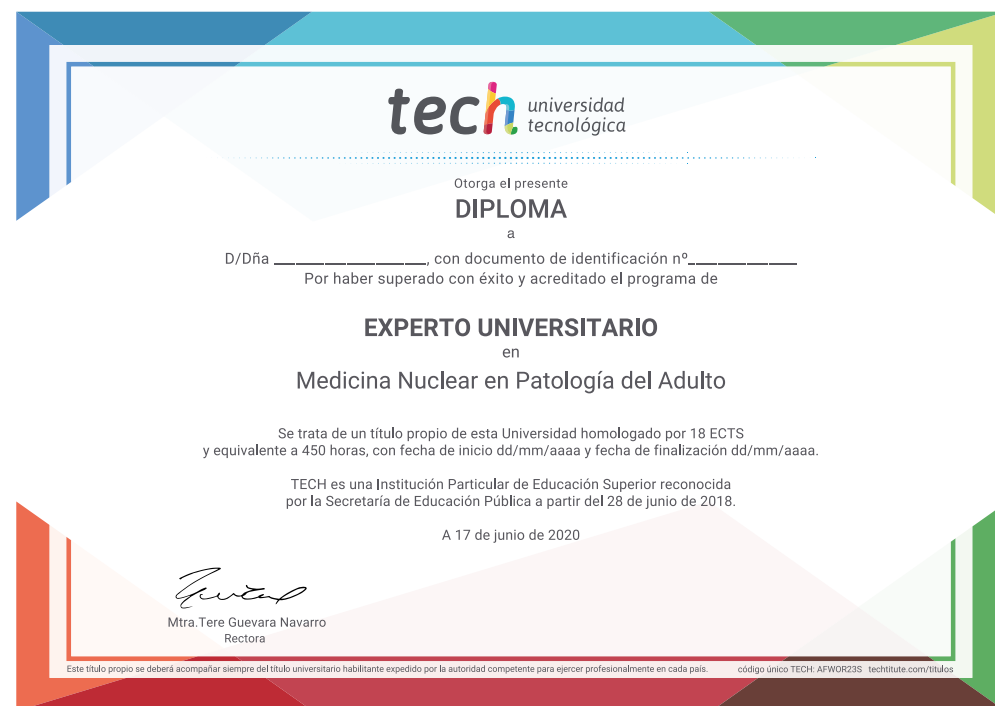 tech universidad
tecnológica
Otorga el presente
DIPLOMA
a
D/Dña ________________, con documento de identificación nº____________
Por haber superado con éxito y acreditado el programa de
EXPERTO UNIVERSITARIO
en
Medicina Nuclear en Patología del Adulto
Se trata de un título propio de esta Universidad homologado por 18 ECTS
y equivalente a 450 horas, con fecha de inicio dd/mm/aaaa y fecha de finalización dd/mm/aaaa.
TECH es una Institución Particular de Educación Superior reconocida
por la Secretaría de Educación Pública a partir del 28 de junio de 2018.
A 17 de junio de 2020
Mtra.Tere Guevara Navarro
Rectora
Este título propio se deberá acompañar siempre del título universitario habilitante expedido por la autoridad competente para ejercer profesionalmente en cada país. código único TECH: AFWOR23S techtitute.com/titulos